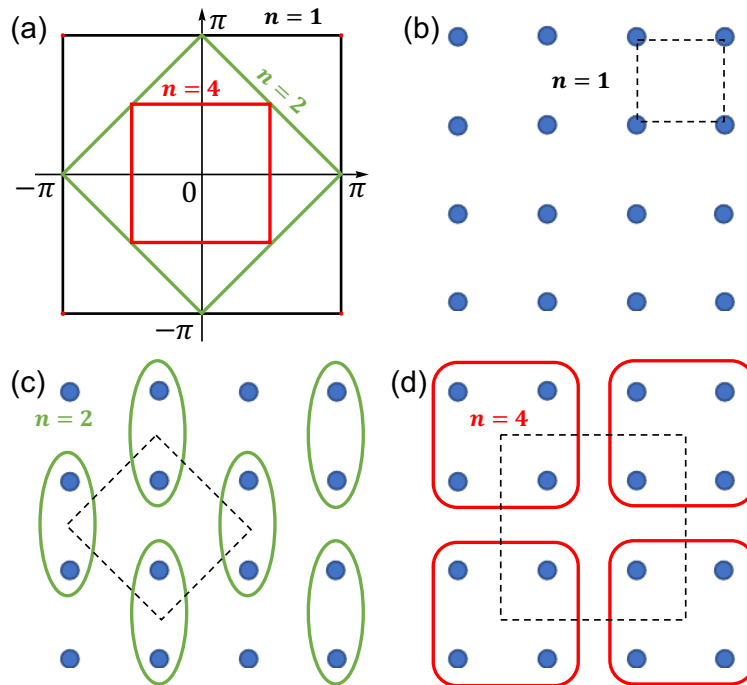 (a)
π
n = 1
n = 2
n = 4
−π
0
π
−π
(b)
n = 1
(c)
n = 2
(d)
n = 4